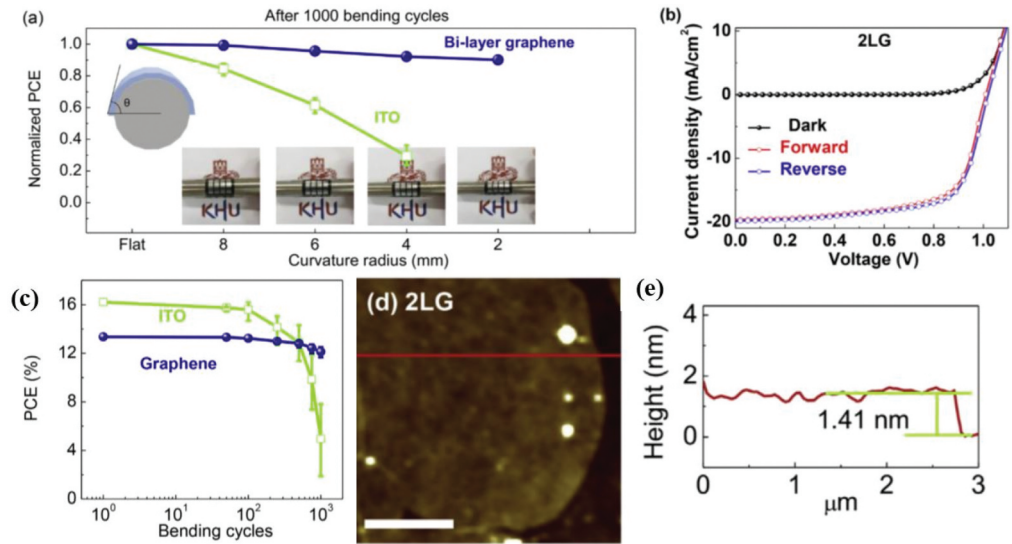 (a)
After 1000 bending cycles
Normalized PCE
1.0
0.8
0.6
0.4
0.2
0.0
θ
Bi-layer graphene
ITO
KHU
KHU
KHU
KHU
Flat
8
6
4
2
Curvature radius (mm)
(b)
Current density (mA/cm²)
10
0
-10
-20
2LG
Dark
Forward
Reverse
0.0
0.2
0.4
0.6
0.8
1.0
Voltage (V)
(c)
PCE (%)
16
12
8
4
0
ITO
Graphene
10⁰
10¹
10²
10³
Bending cycles
(d) 2LG
(e)
Height (nm)
4
3
2
1
0
1.41 nm
0
1
2
3
μm